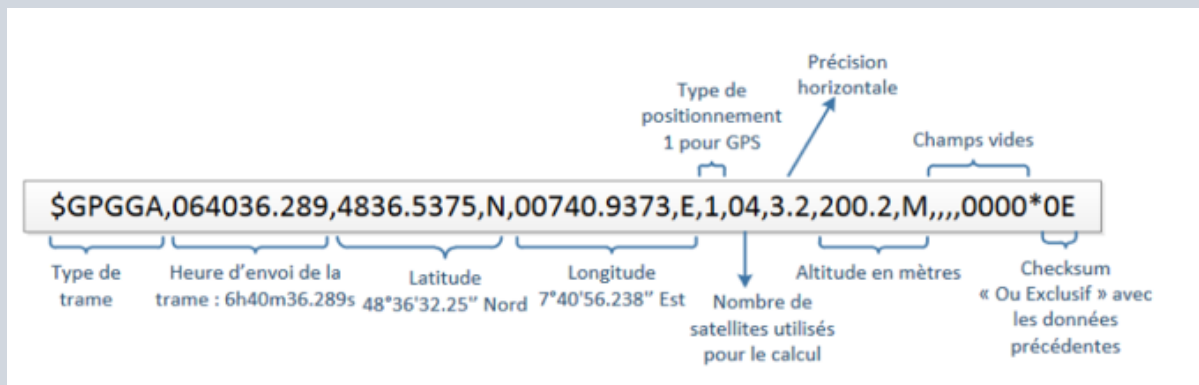 Précision
horizontale
Type de
positionnement
1 pour GPS
Champs vides
$GPGGA,064036.289,4836.5375,N,00740.9373,E,1,04,3.2,200.2,M,,,,0000*0E
Type de
trame
Heure d'envoi de la
trame : 6h40m36.289s
Latitude
48°36'32.25" Nord
Longitude
7°40'56.238" Est
Nombre de
satellites utilisés
pour le calcul
Altitude en mètres
Checksum
« Ou Exclusif » avec
les données
précédentes